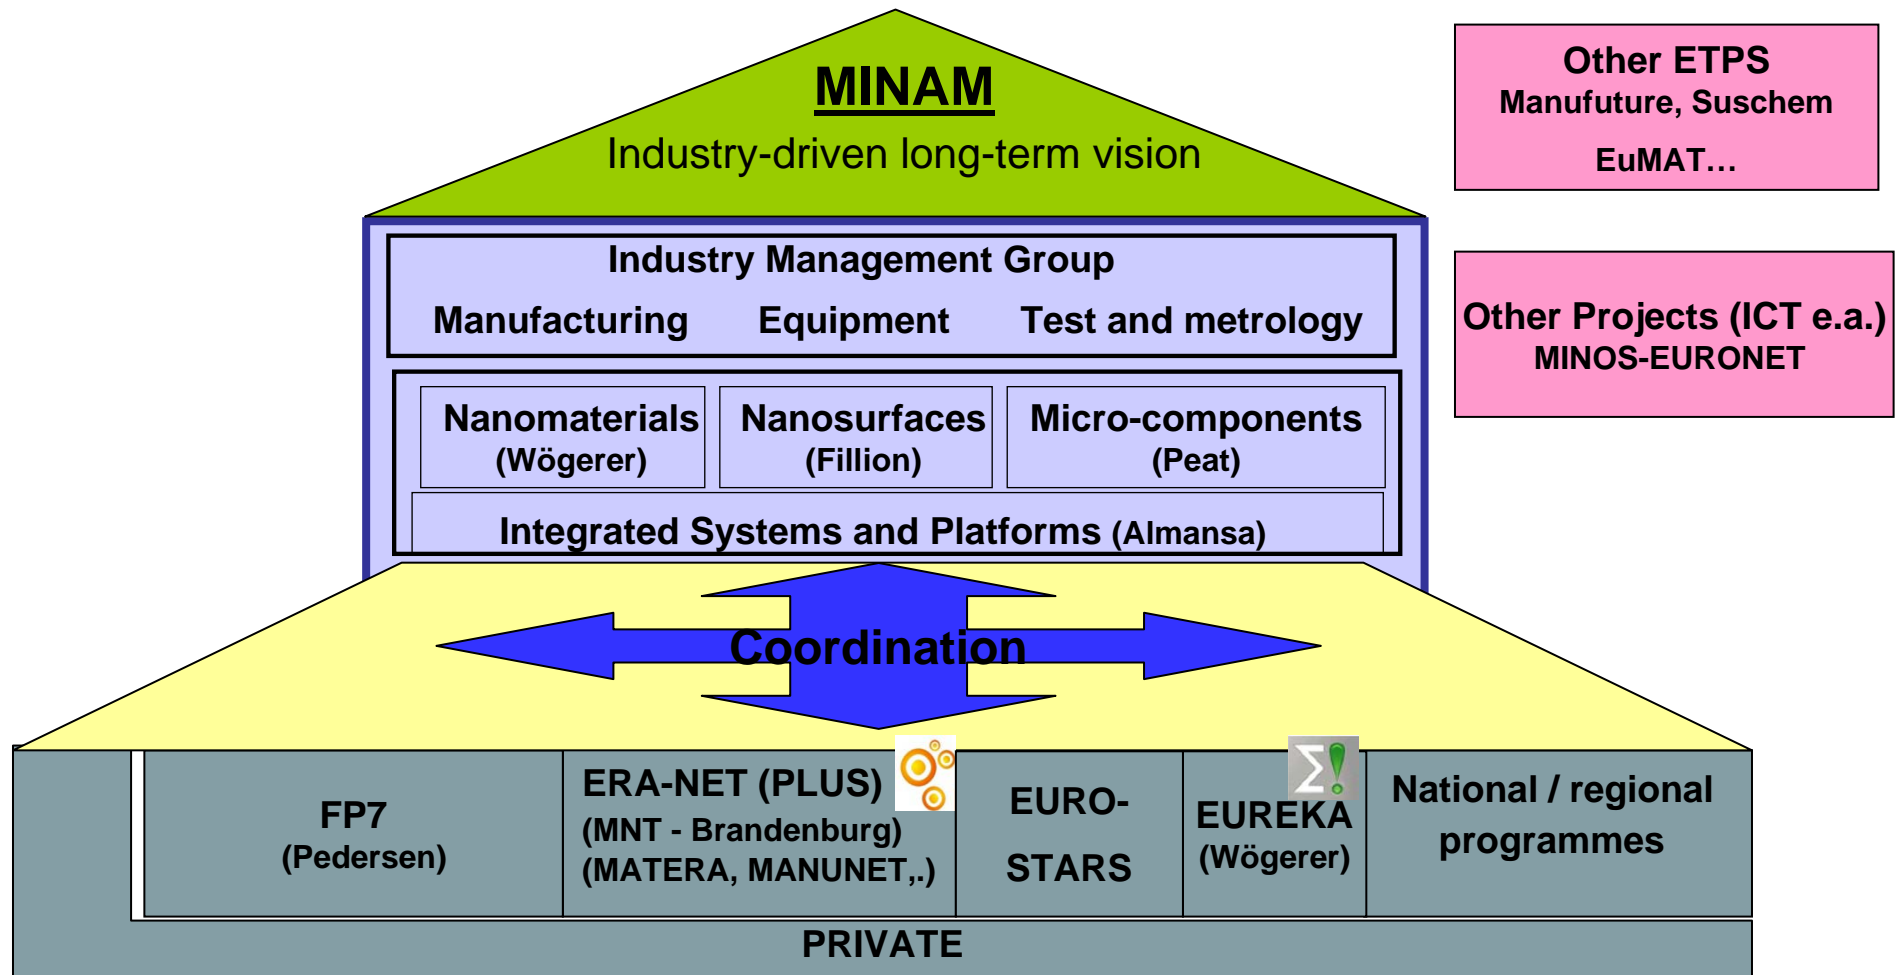 MINAM
Industry-driven long-term vision
Other ETPS
Manufuture, Suschem
EuMAT...
Industry Management Group
Manufacturing Equipment Test and metrology
Other Projects (ICT e.a.)
MINOS-EURONET
Nanomaterials
(Wögerer)
Nanosurfaces
(Fillion)
Micro-components
(Peat)
Integrated Systems and Platforms (Almansa)
Coordination
FP7
(Pedersen)
ERA-NET (PLUS)
(MNT - Brandenburg)
(MATERA, MANUNET,.)
EURO-
STARS
Σ!
EUREKA
(Wögerer)
National / regional
programmes
PRIVATE